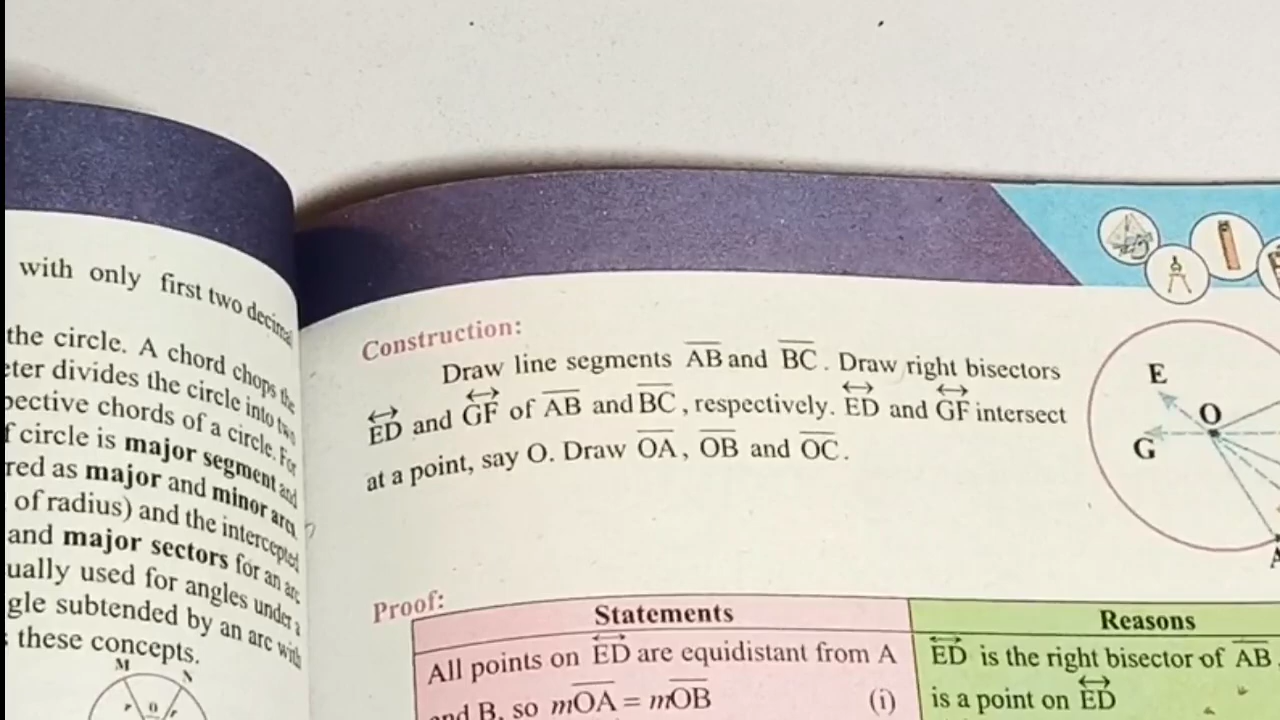 with only first two decimal
the circle. A chord chops the
eter divides the circle into two
pective chords of a circle. For
f circle is major segment and
red as major and minor arcs.
of radius) and the intercepted
and major sectors for an arc
ually used for angles under a
gle subtended by an arc with
these concepts.
M
N
r
θ
r
Construction:
Draw line segments AB and BC. Draw right bisectors
ED and GF of AB and BC, respectively. ED and GF intersect
at a point, say O. Draw OA, OB and OC.
E
O
G
A
Proof:
Statements
Reasons
All points on ED are equidistant from A
and B, so mOA = mOB (i)
ED is the right bisector of AB.
is a point on ED